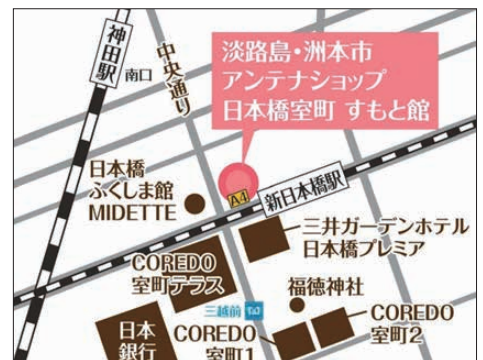 神田駅
南口
中央通り
淡路島・洲本市
アンテナショップ
日本橋室町 すもと館
A4
新日本橋駅
日本橋
ふくしま館
MIDETTE
三井ガーデンホテル
日本橋プレミア
COREDO
室町テラス
福徳神社
三越前
COREDO
室町2
COREDO
室町1
日本
銀行